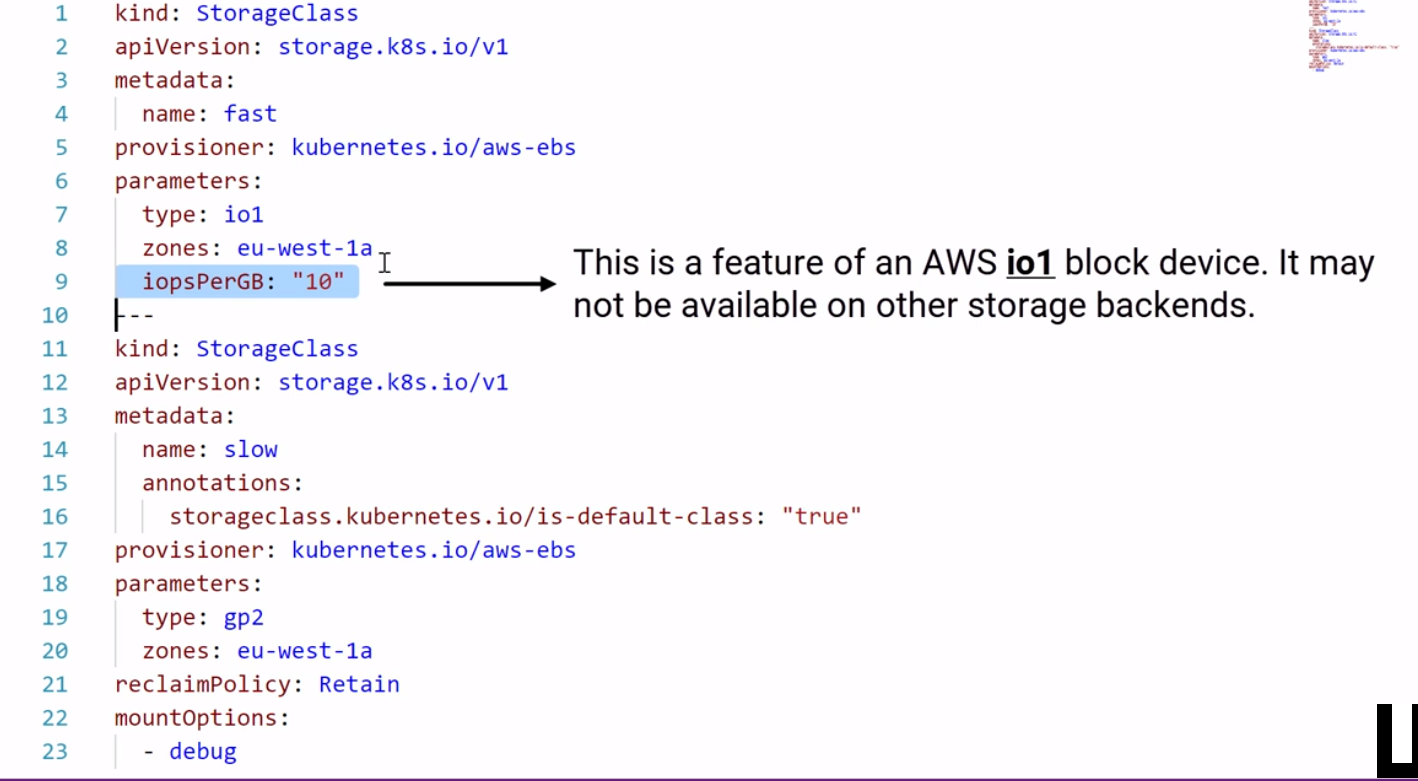 1 kind: StorageClass
2 apiVersion: storage.k8s.io/v1
3 metadata:
4 name: fast
5 provisioner: kubernetes.io/aws-ebs
6 parameters:
7 type: io1
8 zones: eu-west-1a
9 iopsPerGB: "10"
This is a feature of an AWS io1 block device. It may
not be available on other storage backends.
10 ---
11 kind: StorageClass
12 apiVersion: storage.k8s.io/v1
13 metadata:
14 name: slow
15 annotations:
16 storageclass.kubernetes.io/is-default-class: "true"
17 provisioner: kubernetes.io/aws-ebs
18 parameters:
19 type: gp2
20 zones: eu-west-1a
21 reclaimPolicy: Retain
22 mountOptions:
23 - debug